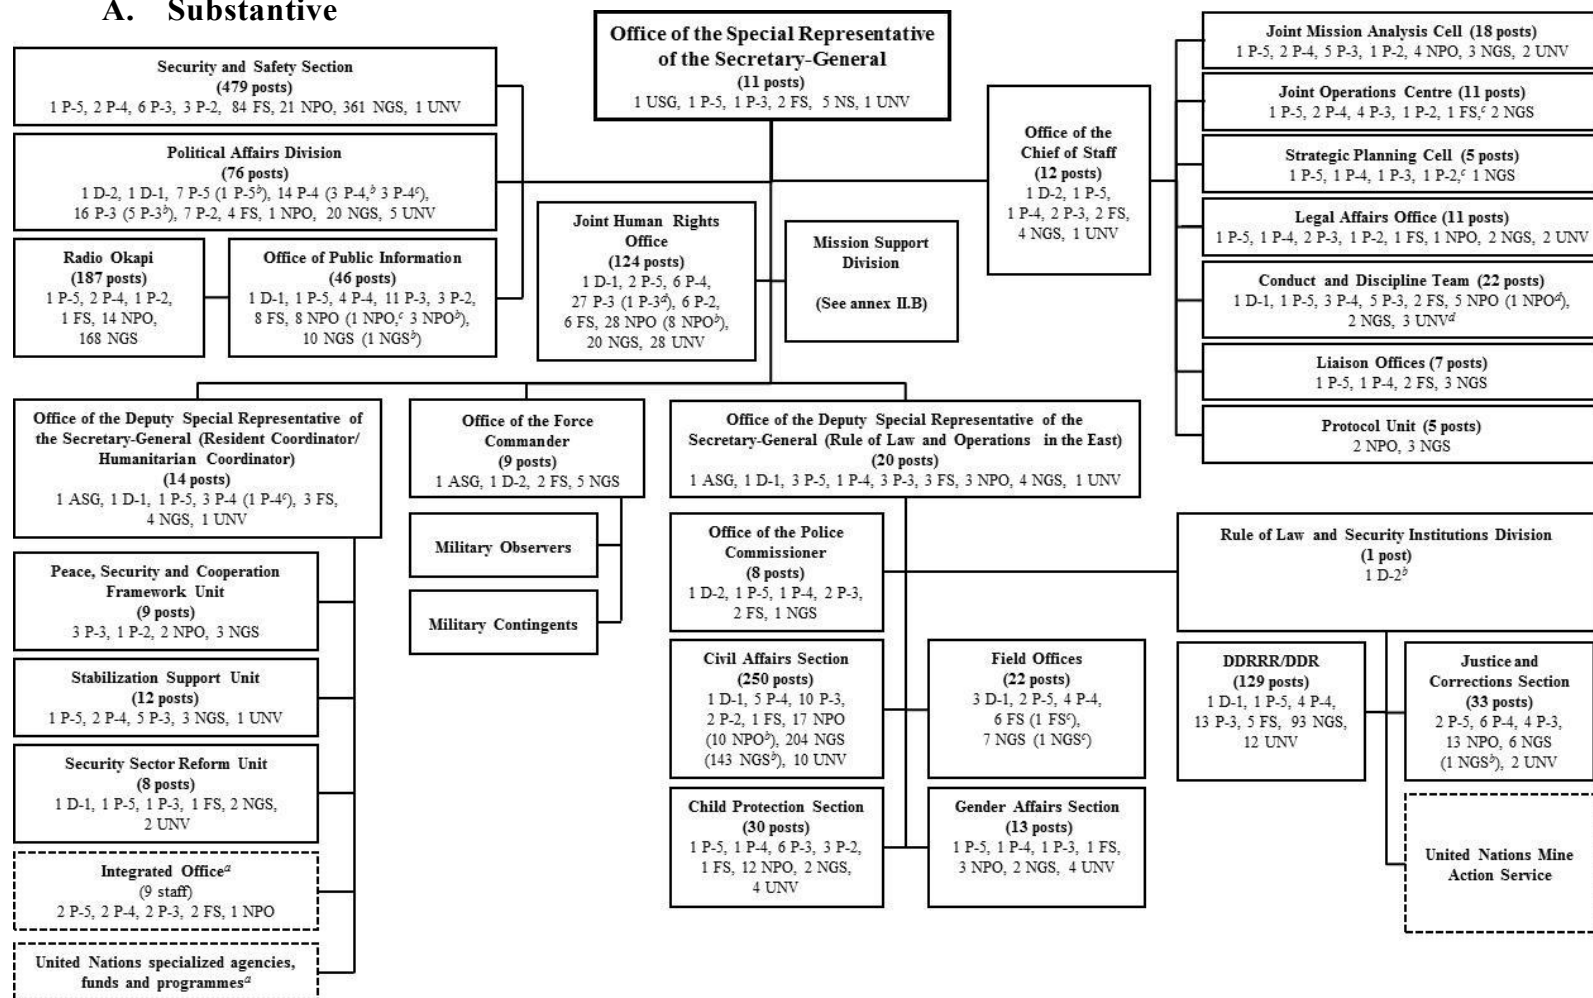 A. Substantive
Office of the Special Representative
of the Secretary-General
(11 posts)
1 USG, 1 P-5, 1 P-3, 2 FS, 5 NS, 1 UNV
Security and Safety Section
(479 posts)
1 P-5, 2 P-4, 6 P-3, 3 P-2, 84 FS, 21 NPO, 361 NGS, 1 UNV
Political Affairs Division
(76 posts)
1 D-2, 1 D-1, 7 P-5 (1 P-5ᵇ), 14 P-4 (3 P-4,ᵇ 3 P-4ᶜ),
16 P-3 (5 P-3ᵇ), 7 P-2, 4 FS, 1 NPO, 20 NGS, 5 UNV
Radio Okapi
(187 posts)
1 P-5, 2 P-4, 1 P-2,
1 FS, 14 NPO,
168 NGS
Office of Public Information
(46 posts)
1 D-1, 1 P-5, 4 P-4, 11 P-3, 3 P-2,
8 FS, 8 NPO (1 NPO,ᶜ 3 NPOᵇ),
10 NGS (1 NGSᵇ)
Joint Human Rights
Office
(124 posts)
1 D-1, 2 P-5, 6 P-4,
27 P-3 (1 P-3ᵈ), 6 P-2,
6 FS, 28 NPO (8 NPOᵇ),
20 NGS, 28 UNV
Mission Support
Division
(See annex II.B)
Office of the
Chief of Staff
(12 posts)
1 D-2, 1 P-5,
1 P-4, 2 P-3, 2 FS,
4 NGS, 1 UNV
Joint Mission Analysis Cell (18 posts)
1 P-5, 2 P-4, 5 P-3, 1 P-2, 4 NPO, 3 NGS, 2 UNV
Joint Operations Centre (11 posts)
1 P-5, 2 P-4, 4 P-3, 1 P-2, 1 FS,ᶜ 2 NGS
Strategic Planning Cell (5 posts)
1 P-5, 1 P-4, 1 P-3, 1 P-2,ᶜ 1 NGS
Legal Affairs Office (11 posts)
1 P-5, 1 P-4, 2 P-3, 1 P-2, 1 FS, 1 NPO, 2 NGS, 2 UNV
Conduct and Discipline Team (22 posts)
1 D-1, 1 P-5, 3 P-4, 5 P-3, 2 FS, 5 NPO (1 NPOᵈ),
2 NGS, 3 UNVᵈ
Liaison Offices (7 posts)
1 P-5, 1 P-4, 2 FS, 3 NGS
Protocol Unit (5 posts)
2 NPO, 3 NGS
Office of the Deputy Special Representative of
the Secretary-General (Resident Coordinator/
Humanitarian Coordinator)
(14 posts)
1 ASG, 1 D-1, 1 P-5, 3 P-4 (1 P-4ᶜ), 3 FS,
4 NGS, 1 UNV
Peace, Security and Cooperation
Framework Unit
(9 posts)
3 P-3, 1 P-2, 2 NPO, 3 NGS
Stabilization Support Unit
(12 posts)
1 P-5, 2 P-4, 5 P-3, 3 NGS, 1 UNV
Security Sector Reform Unit
(8 posts)
1 D-1, 1 P-5, 1 P-3, 1 FS, 2 NGS,
2 UNV
Integrated Officeᵃ
(9 staff)
2 P-5, 2 P-4, 2 P-3, 2 FS, 1 NPO
United Nations specialized agencies,
funds and programmesᵃ
Office of the Force
Commander
(9 posts)
1 ASG, 1 D-2, 2 FS, 5 NGS
Military Observers
Military Contingents
Office of the Deputy Special Representative of the
Secretary-General (Rule of Law and Operations in the East)
(20 posts)
1 ASG, 1 D-1, 3 P-5, 1 P-4, 3 P-3, 3 FS, 3 NPO, 4 NGS, 1 UNV
Office of the Police
Commissioner
(8 posts)
1 D-2, 1 P-5, 1 P-4, 2 P-3,
2 FS, 1 NGS
Civil Affairs Section
(250 posts)
1 D-1, 5 P-4, 10 P-3,
2 P-2, 1 FS, 17 NPO
(10 NPOᵇ), 204 NGS
(143 NGSᵇ), 10 UNV
Field Offices
(22 posts)
3 D-1, 2 P-5, 4 P-4,
6 FS (1 FSᶜ),
7 NGS (1 NGSᶜ)
Child Protection Section
(30 posts)
1 P-5, 1 P-4, 6 P-3, 3 P-2,
1 FS, 12 NPO, 2 NGS,
4 UNV
Gender Affairs Section
(13 posts)
1 P-5, 1 P-4, 1 P-3, 1 FS,
3 NPO, 2 NGS, 4 UNV
Rule of Law and Security Institutions Division
(1 post)
1 D-2ᵇ
DDRRR/DDR
(129 posts)
1 D-1, 1 P-5, 4 P-4,
13 P-3, 5 FS, 93 NGS,
12 UNV
Justice and
Corrections Section
(33 posts)
2 P-5, 6 P-4, 4 P-3,
13 NPO, 6 NGS
(1 NGSᵇ), 2 UNV
United Nations Mine
Action Service